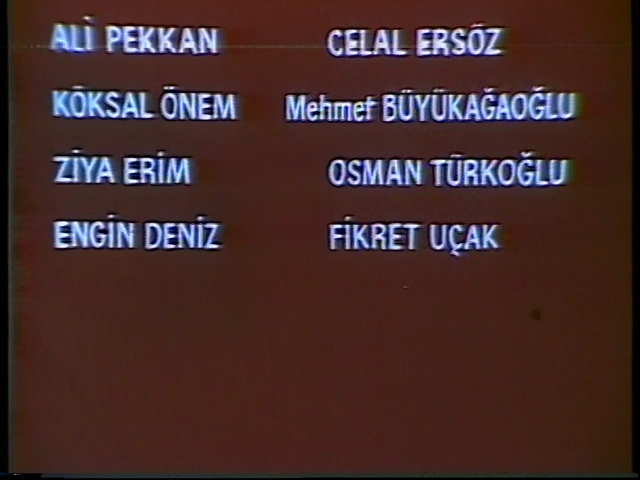 ALİ PEKKAN CELAL ERSÖZ
KÖKSAL ÖNEM Mehmet BÜYÜKAĞAOĞLU
ZİYA ERİM OSMAN TÜRKOĞLU
ENGİN DENİZ FİKRET UÇAK